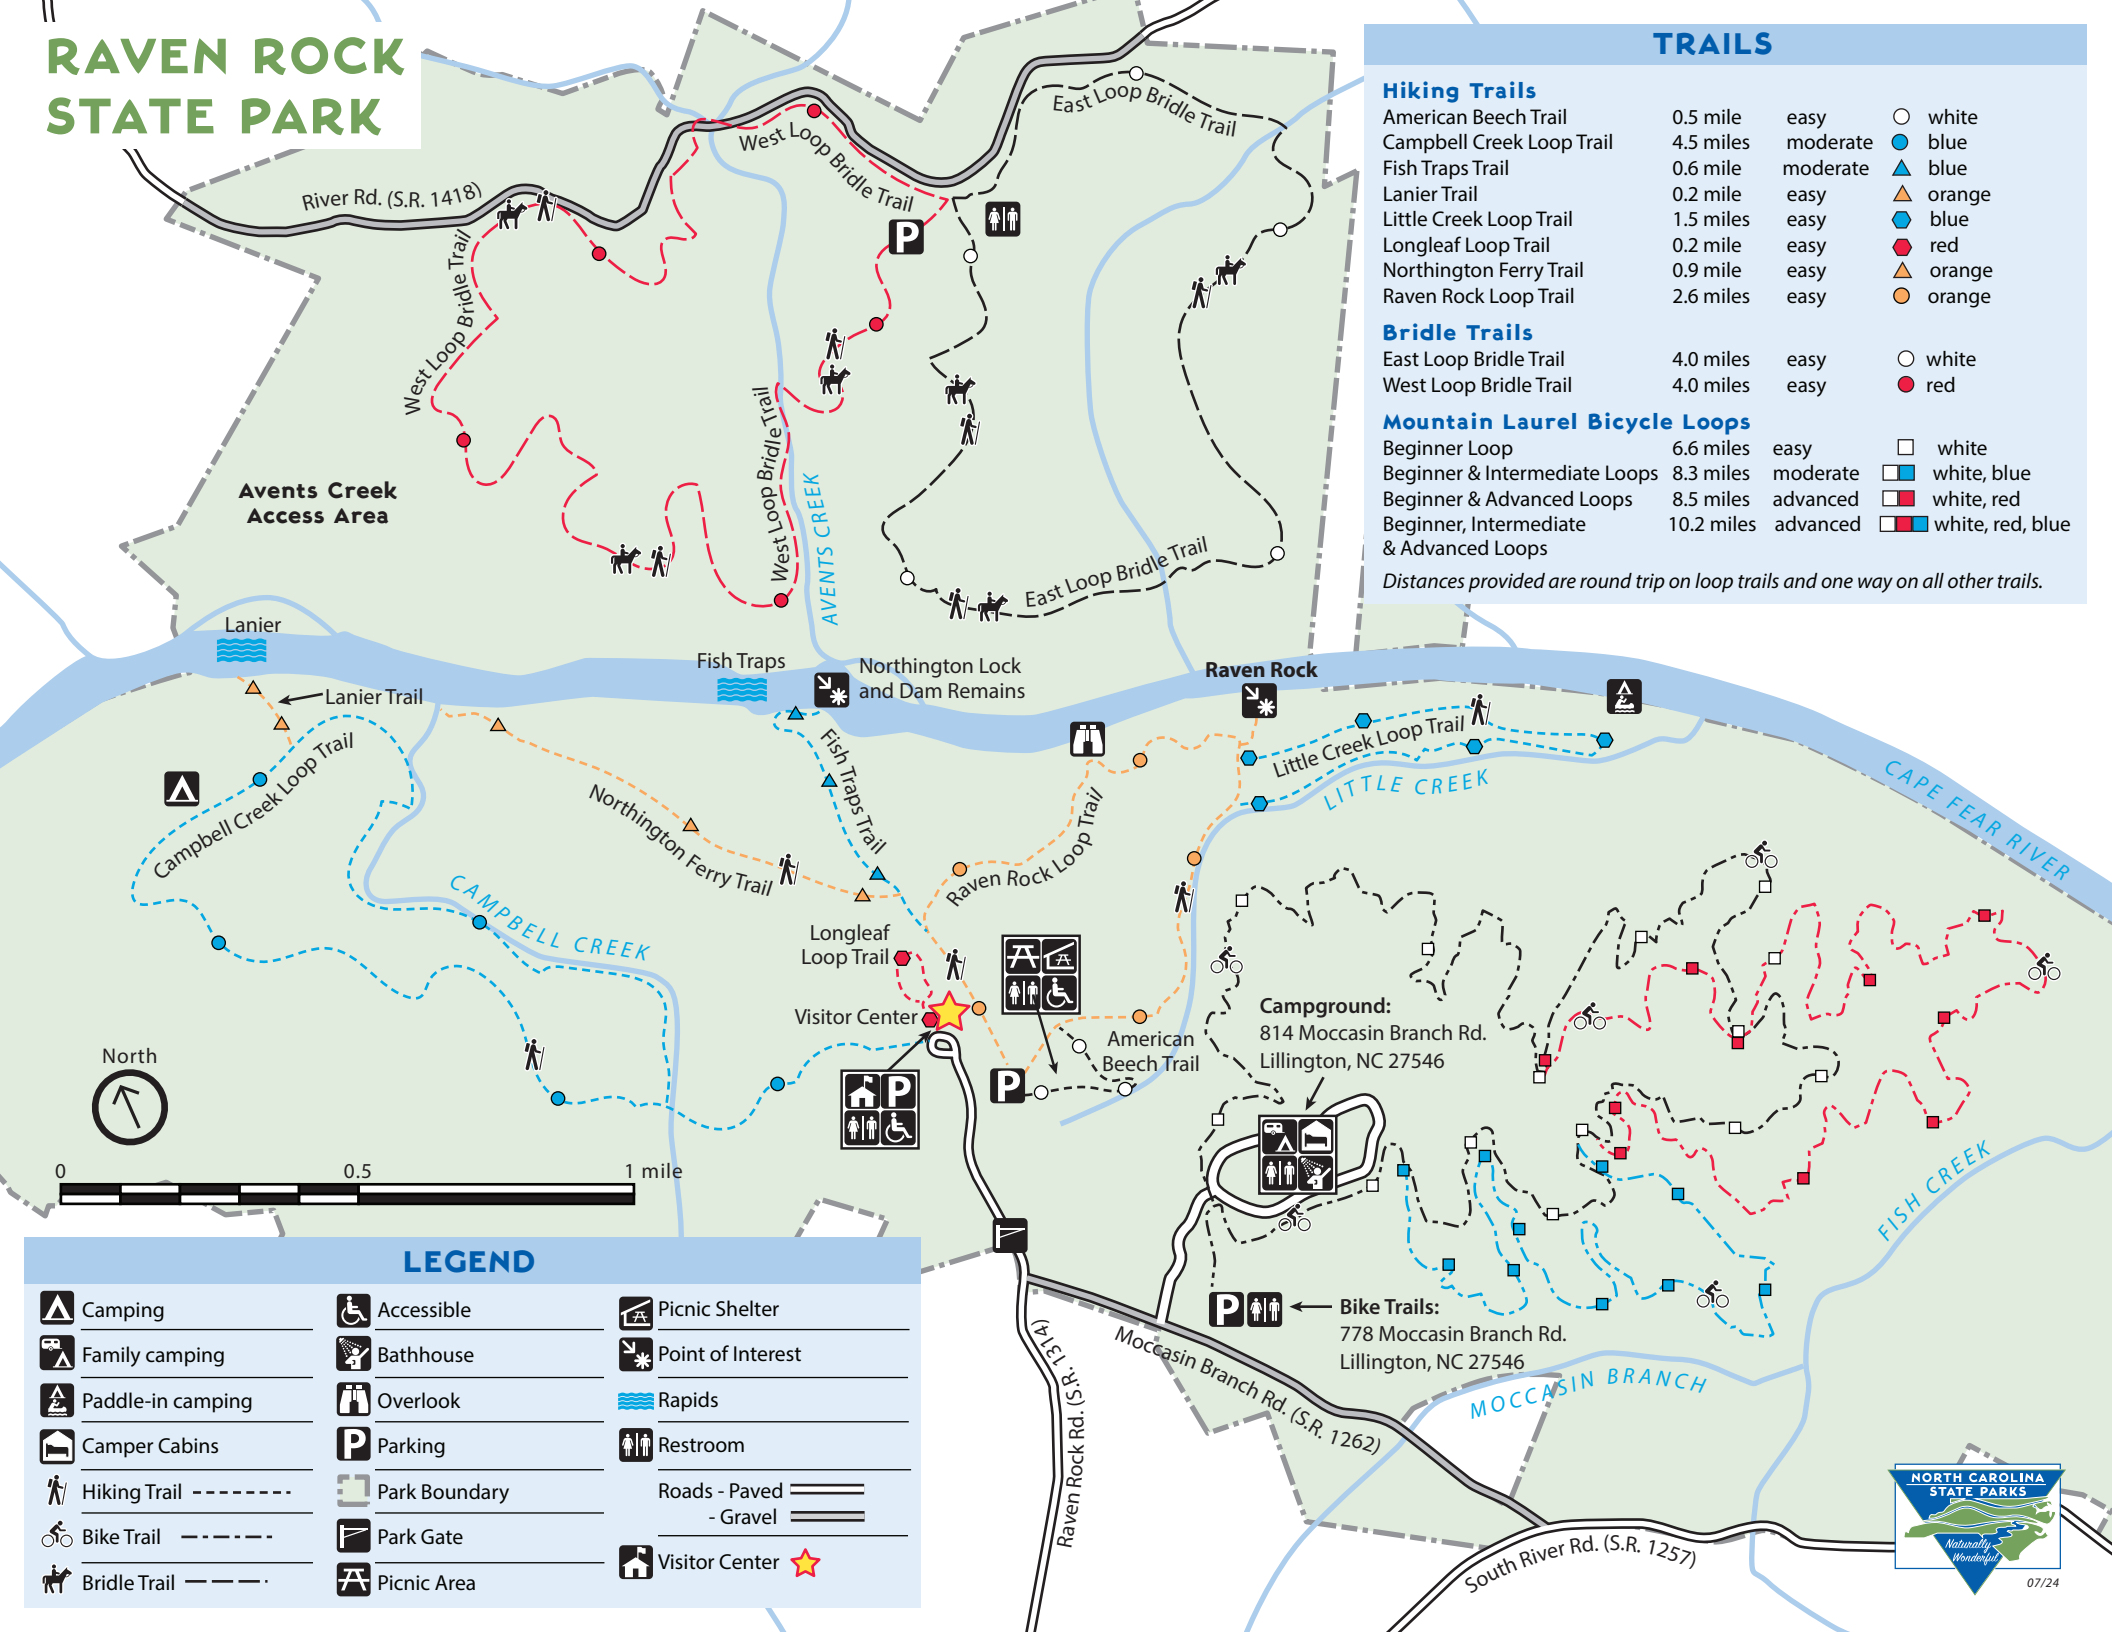 RAVEN ROCK
STATE PARK
TRAILS
Hiking Trails
American Beech Trail 0.5 mile easy white
Campbell Creek Loop Trail 4.5 miles moderate blue
Fish Traps Trail 0.6 mile moderate blue
Lanier Trail 0.2 mile easy orange
Little Creek Loop Trail 1.5 miles easy blue
Longleaf Loop Trail 0.2 mile easy red
Northington Ferry Trail 0.9 mile easy orange
Raven Rock Loop Trail 2.6 miles easy orange
Bridle Trails
East Loop Bridle Trail 4.0 miles easy white
West Loop Bridle Trail 4.0 miles easy red
Mountain Laurel Bicycle Loops
Beginner Loop 6.6 miles easy white
Beginner & Intermediate Loops 8.3 miles moderate white, blue
Beginner & Advanced Loops 8.5 miles advanced white, red
Beginner, Intermediate 10.2 miles advanced white, red, blue
& Advanced Loops
Distances provided are round trip on loop trails and one way on all other trails.
River Rd. (S.R. 1418)
West Loop Bridle Trail
East Loop Bridle Trail
P
West Loop Bridle Trail
West Loop Bridle Trail
AVENTS CREEK
Avents Creek
Access Area
East Loop Bridle Trail
Lanier
Lanier Trail
Fish Traps
Northington Lock
and Dam Remains
Raven Rock
Campbell Creek Loop Trail
Northington Ferry Trail
Fish Traps Trail
Raven Rock Loop Trail
Little Creek Loop Trail
LITTLE CREEK
CAPE FEAR RIVER
CAMPBELL CREEK
Longleaf
Loop Trail
Visitor Center
P
P
American
Beech Trail
Campground:
814 Moccasin Branch Rd.
Lillington, NC 27546
FISH CREEK
North
0 0.5 1 mile
P
Bike Trails:
778 Moccasin Branch Rd.
Lillington, NC 27546
MOCCASIN BRANCH
Moccasin Branch Rd. (S.R. 1262)
Raven Rock Rd. (S.R. 1314)
South River Rd. (S.R. 1257)
LEGEND
Camping
Family camping
Paddle-in camping
Camper Cabins
Hiking Trail
Bike Trail
Bridle Trail
Accessible
Bathhouse
Overlook
P Parking
Park Boundary
Park Gate
Picnic Area
Picnic Shelter
Point of Interest
Rapids
Restroom
Roads - Paved
- Gravel
Visitor Center
NORTH CAROLINA
STATE PARKS
Naturally
Wonderful
07/24